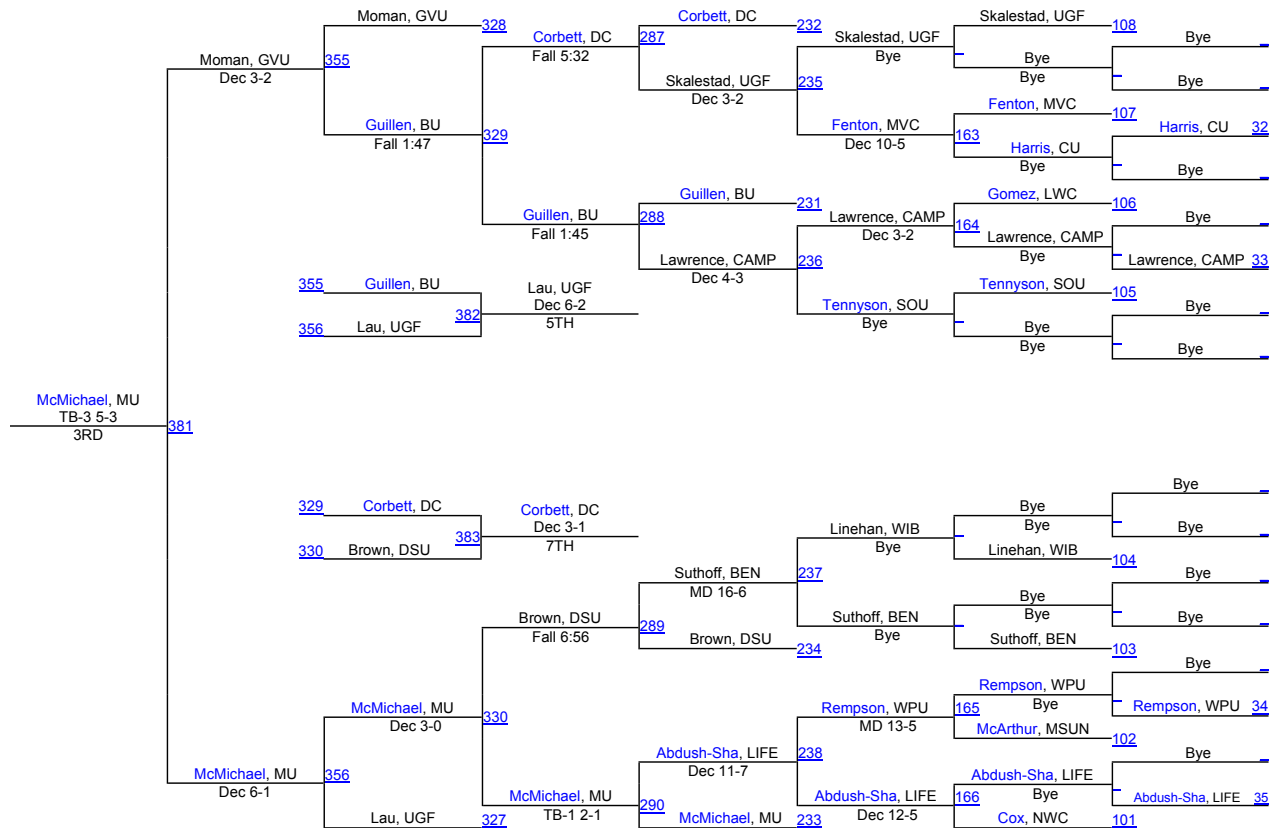 Moman, GVU
328
Corbett, DC
232
Skalestad, UGF
108
Corbett, DC
287
Fall 5:32
Skalestad, UGF
Bye
Bye
Moman, GVU
355
Dec 3-2
Bye
Bye
Skalestad, UGF
235
Dec 3-2
Bye
Fenton, MVC
107
Guillen, BU
329
Fall 1:47
Fenton, MVC
163
Dec 10-5
Harris, CU
32
Harris, CU
Bye
Bye
Guillen, BU
231
Gomez, LWC
106
Guillen, BU
288
Fall 1:45
Lawrence, CAMP
164
Dec 3-2
Bye
Lawrence, CAMP
Bye
Lawrence, CAMP
236
Dec 4-3
Lawrence, CAMP
33
355
Guillen, BU
Lau, UGF
Dec 6-2
5TH
382
Tennyson, SOU
105
Tennyson, SOU
Bye
Bye
356
Lau, UGF
Bye
Bye
Bye
McMichael, MU
TB-3 5-3
3RD
381
Bye
329
Corbett, DC
Corbett, DC
Dec 3-1
7TH
383
Bye
Bye
Linehan, WIB
Bye
Bye
330
Brown, DSU
Linehan, WIB
104
Suthoff, BEN
237
MD 16-6
Bye
Bye
Bye
Brown, DSU
289
Fall 6:56
Suthoff, BEN
Bye
Bye
Brown, DSU
234
Suthoff, BEN
103
Bye
Rempson, WPU
165
Bye
McMichael, MU
330
Dec 3-0
Rempson, WPU
MD 13-5
Rempson, WPU
34
McArthur, MSUN
102
Abdush-Sha, LIFE
238
Dec 11-7
Bye
McMichael, MU
356
Dec 6-1
Abdush-Sha, LIFE
Bye
McMichael, MU
290
TB-1 2-1
Abdush-Sha, LIFE
166
Dec 12-5
Abdush-Sha, LIFE
35
Lau, UGF
327
McMichael, MU
233
Cox, NWC
101